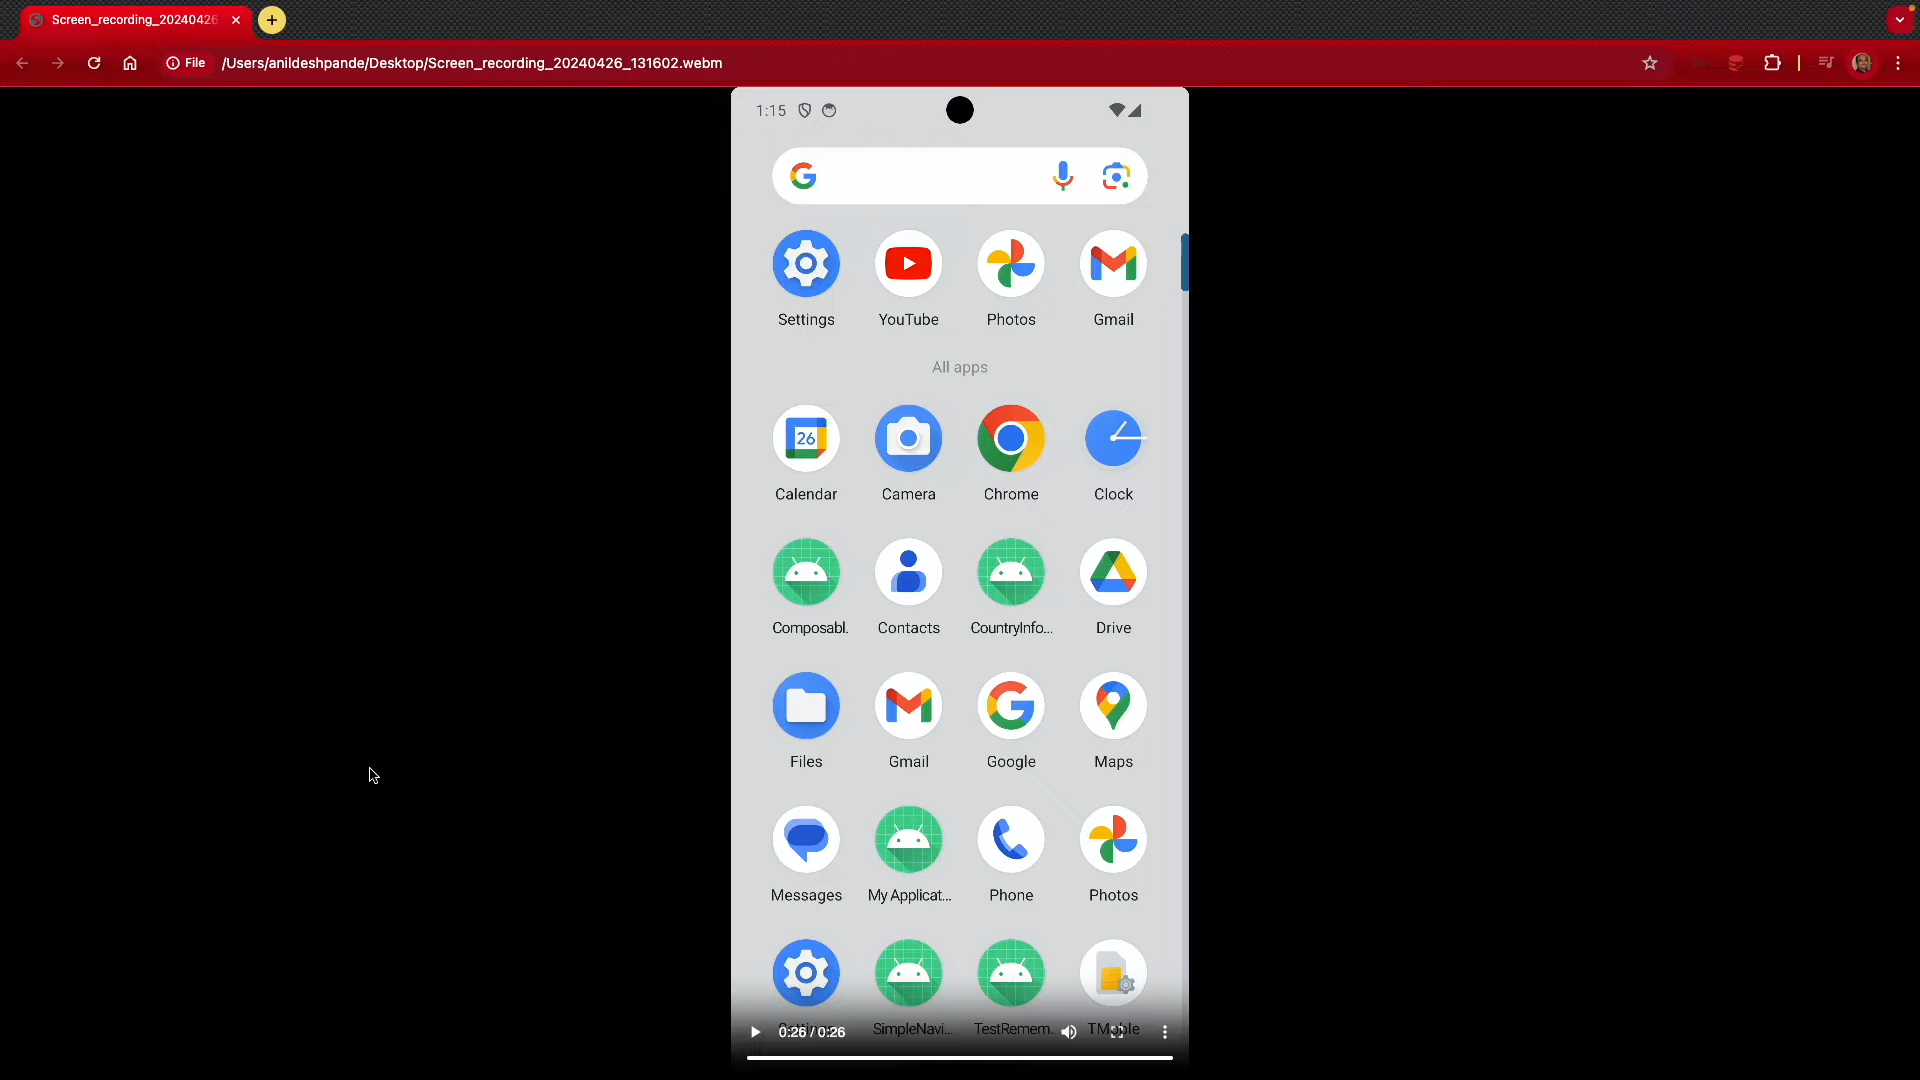 Screen_recording_20240426
File /Users/anildeshpande/Desktop/Screen_recording_20240426_131602.webm
1:15
Settings YouTube Photos Gmail
All apps
26
Calendar Camera Chrome Clock
Composabl. Contacts CountryInfo... Drive
Files Gmail Google Maps
Messages My Applicat... Phone Photos
Settings SimpleNavi... TestRemem. TMoble
0:26 / 0:26